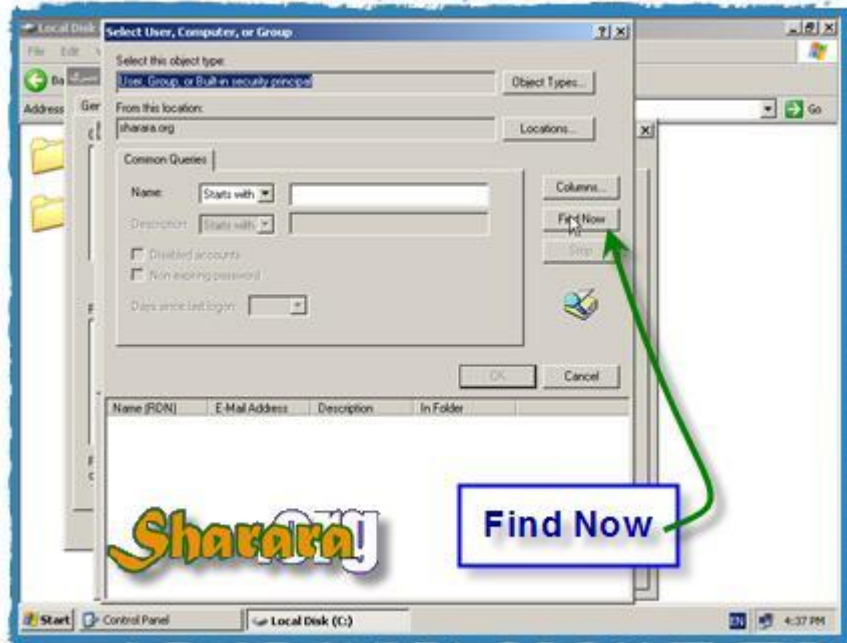 Local Disk
Select User, Computer, or Group
File Edit
Select this object type:
User, Group, or Built-in security principal
Object Types...
Address
Ger
From this location:
sharara.org
Locations...
Go
Common Queries
Name:
Starts with
Columns...
Description:
Starts with
Find Now
Disabled accounts
Stop
Non expiring password
Days since last logon:
OK
Cancel
Name (RDN) E-Mail Address Description In Folder
Sharara
org
Find Now
Start Control Panel Local Disk (C:) EN 4:37 PM